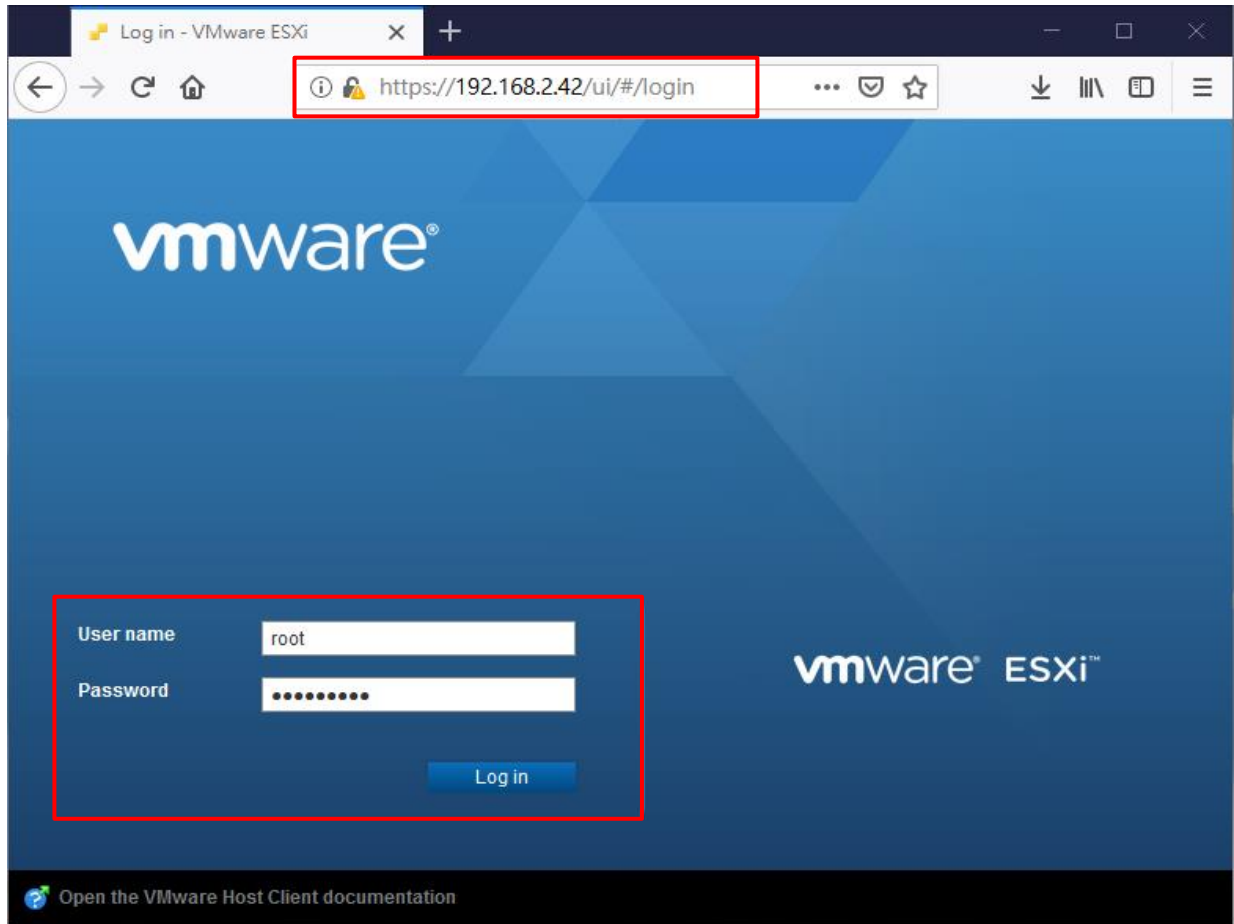 Log in - VMware ESXi
https://192.168.2.42/ui/#/login
vmware®
User name
root
Password
•••••••••
Log in
vmware® ESXi™
Open the VMware Host Client documentation